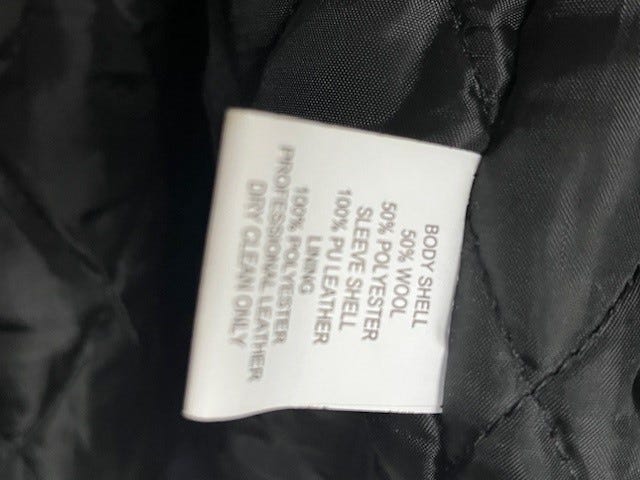 BODY SHELL
50% WOOL
50% POLYESTER
SLEEVE SHELL
100% PU LEATHER
LINING
100% POLYESTER
PROFESSIONAL LEATHER
DRY CLEAN ONLY